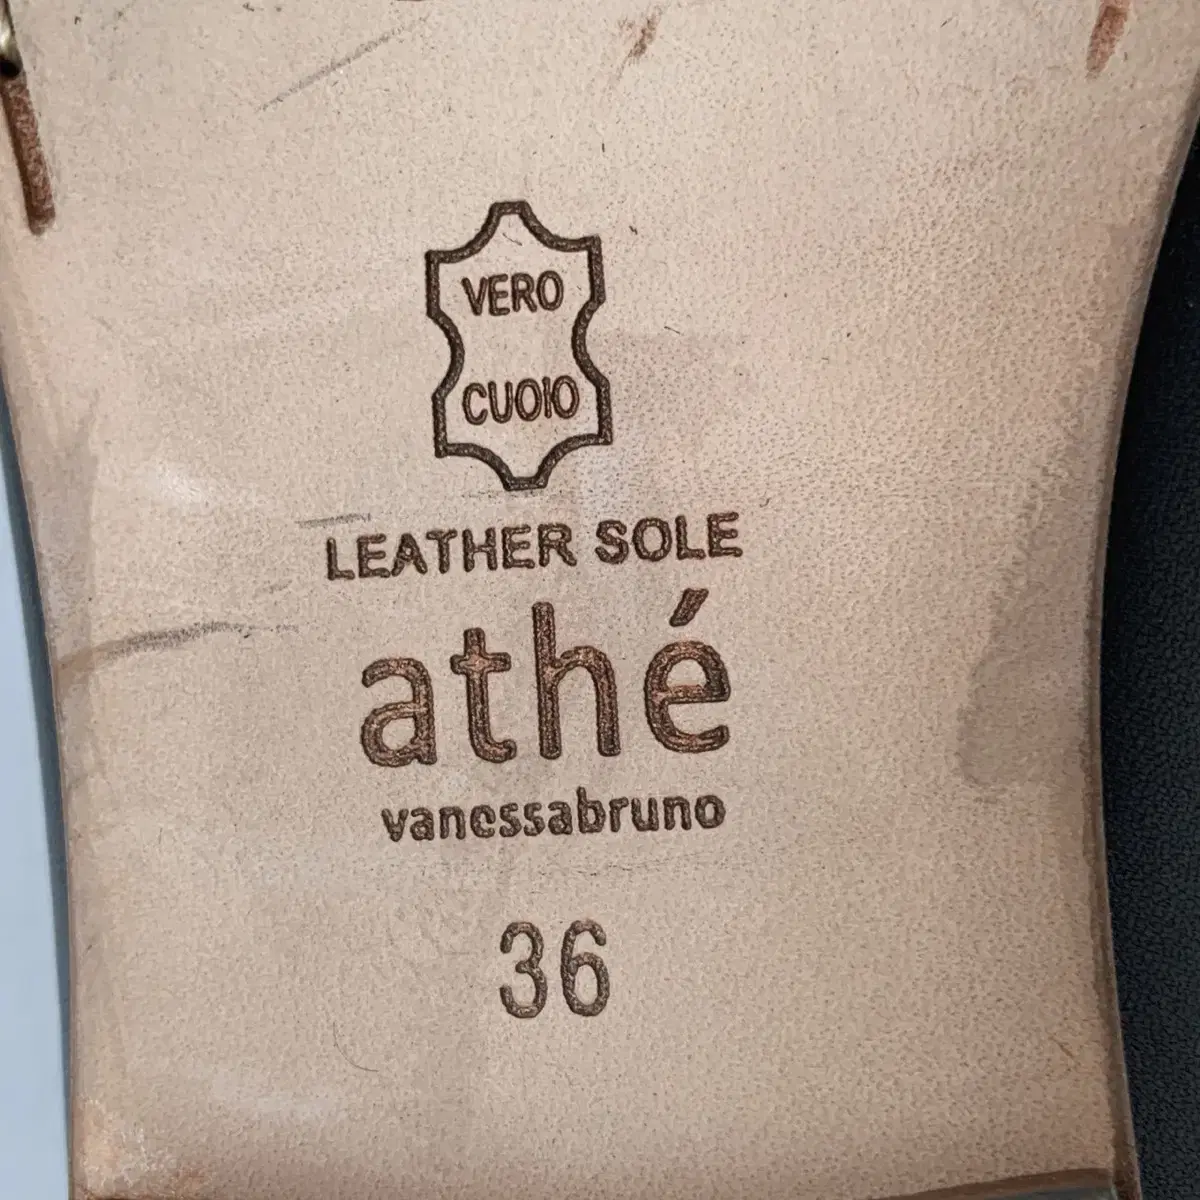 VERO
CUOIO
LEATHER SOLE
athé
vanessabruno
36